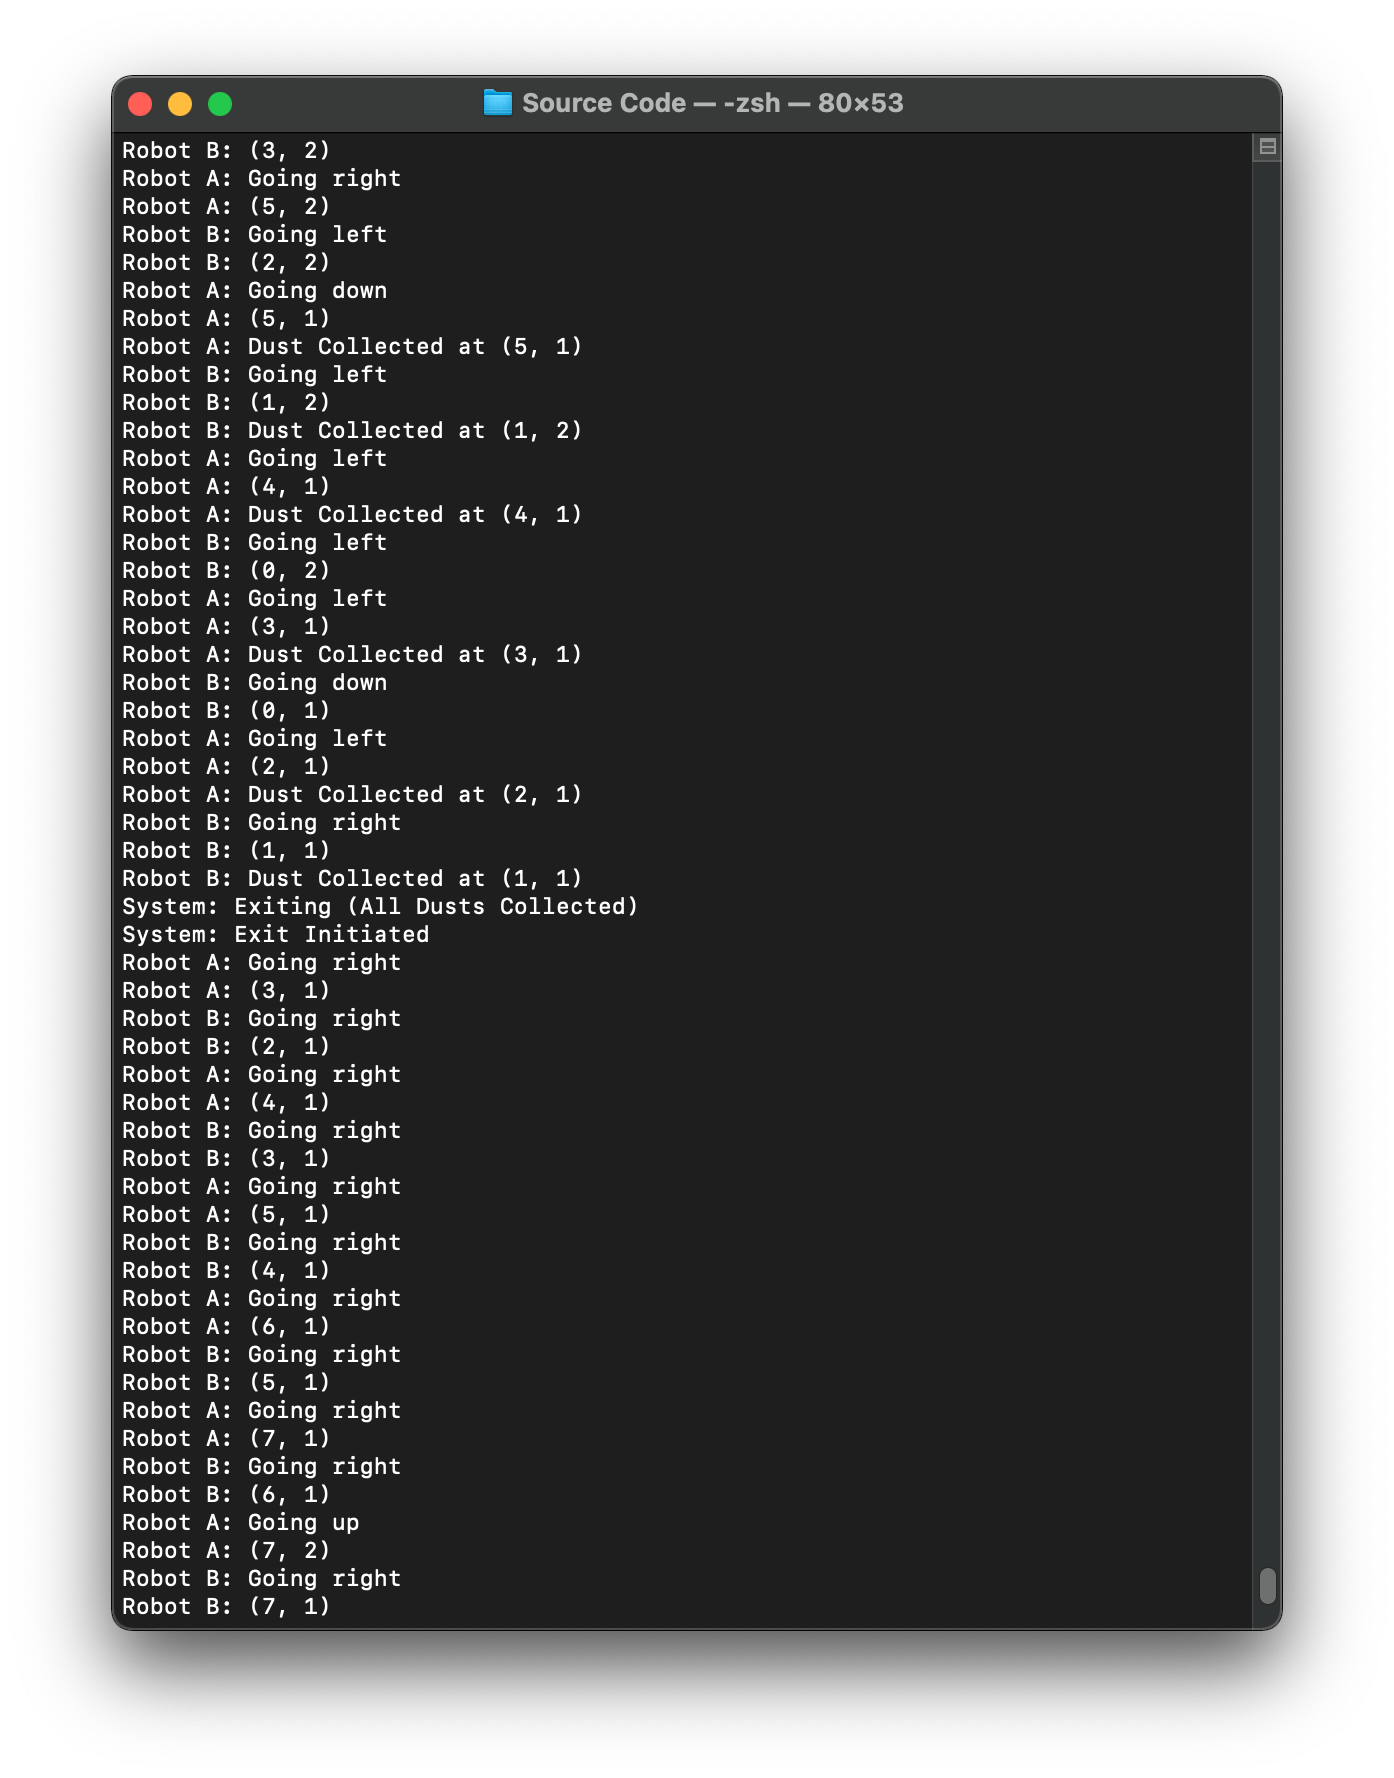 Source Code — -zsh — 80×53
Robot B: (3, 2)
Robot A: Going right
Robot A: (5, 2)
Robot B: Going left
Robot B: (2, 2)
Robot A: Going down
Robot A: (5, 1)
Robot A: Dust Collected at (5, 1)
Robot B: Going left
Robot B: (1, 2)
Robot B: Dust Collected at (1, 2)
Robot A: Going left
Robot A: (4, 1)
Robot A: Dust Collected at (4, 1)
Robot B: Going left
Robot B: (0, 2)
Robot A: Going left
Robot A: (3, 1)
Robot A: Dust Collected at (3, 1)
Robot B: Going down
Robot B: (0, 1)
Robot A: Going left
Robot A: (2, 1)
Robot A: Dust Collected at (2, 1)
Robot B: Going right
Robot B: (1, 1)
Robot B: Dust Collected at (1, 1)
System: Exiting (All Dusts Collected)
System: Exit Initiated
Robot A: Going right
Robot A: (3, 1)
Robot B: Going right
Robot B: (2, 1)
Robot A: Going right
Robot A: (4, 1)
Robot B: Going right
Robot B: (3, 1)
Robot A: Going right
Robot A: (5, 1)
Robot B: Going right
Robot B: (4, 1)
Robot A: Going right
Robot A: (6, 1)
Robot B: Going right
Robot B: (5, 1)
Robot A: Going right
Robot A: (7, 1)
Robot B: Going right
Robot B: (6, 1)
Robot A: Going up
Robot A: (7, 2)
Robot B: Going right
Robot B: (7, 1)